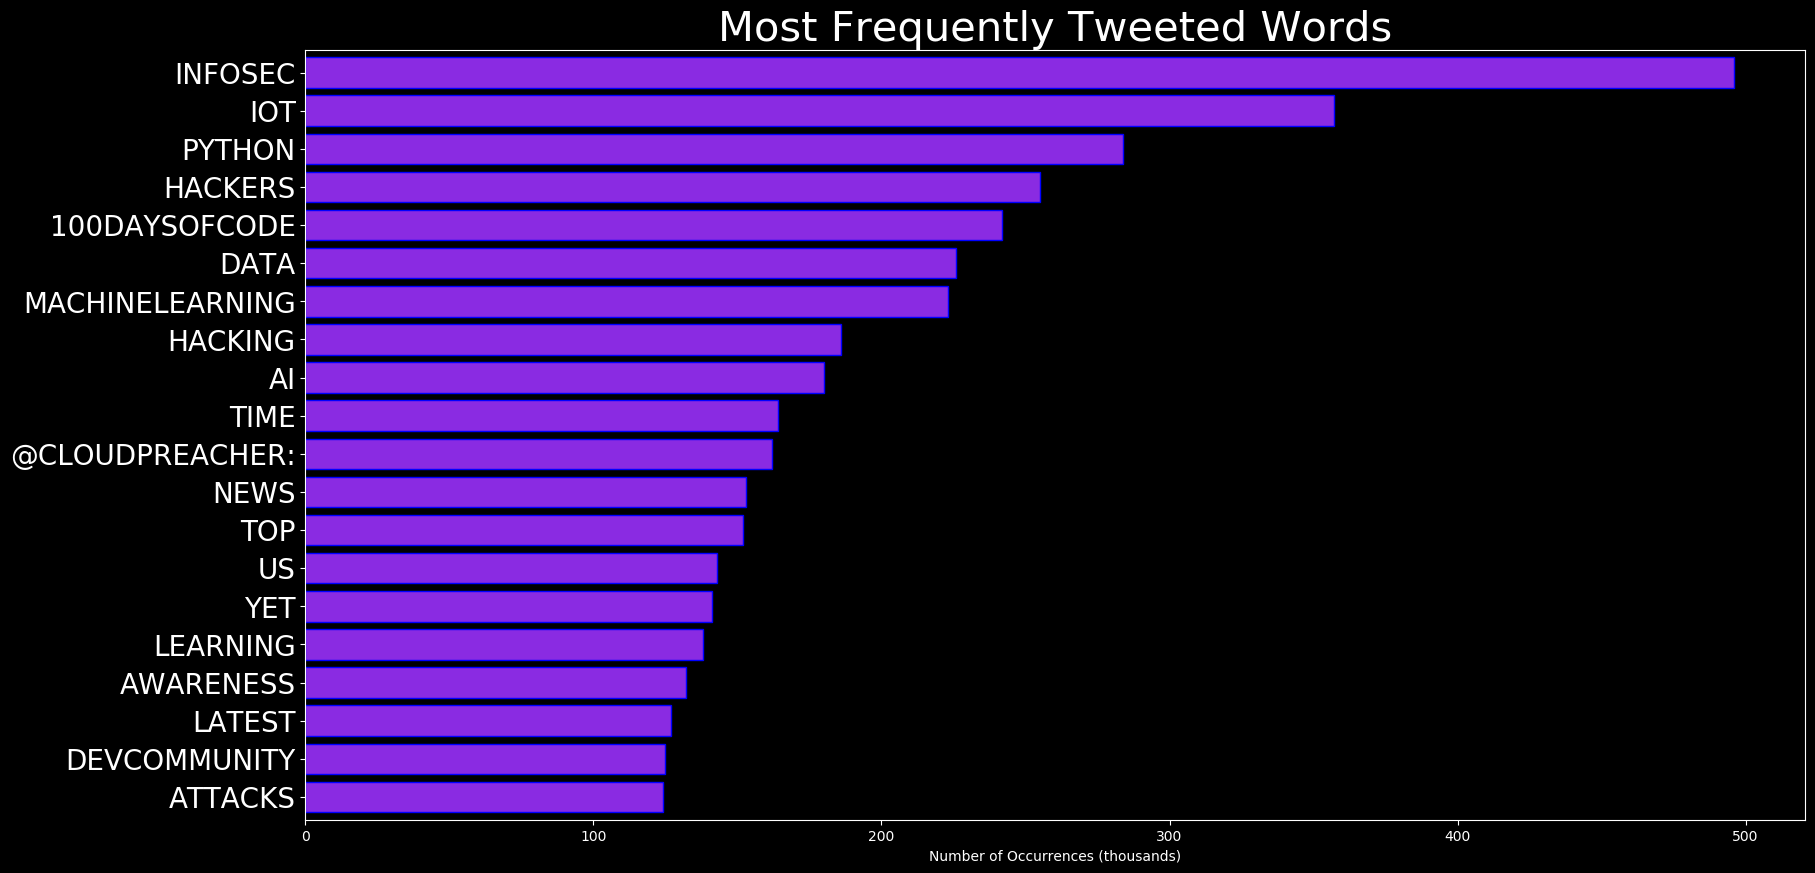 Most Frequently Tweeted Words
INFOSEC
IOT
PYTHON
HACKERS
100DAYSOFCODE
DATA
MACHINELEARNING
HACKING
AI
TIME
@CLOUDPREACHER:
NEWS
TOP
US
YET
LEARNING
AWARENESS
LATEST
DEVCOMMUNITY
ATTACKS
0 100 200 300 400 500
Number of Occurrences (thousands)